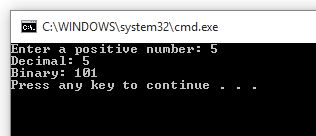 C:\WINDOWS\system32\cmd.exe
Enter a positive number: 5
Decimal: 5
Binary: 101
Press any key to continue . . .